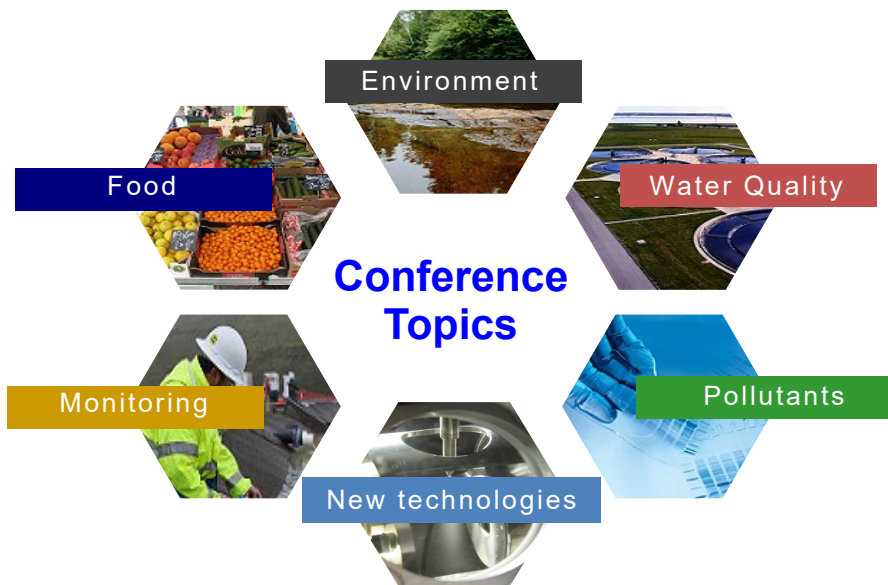 Environment
Food
Water Quality
Conference
Topics
Monitoring
Pollutants
New technologies